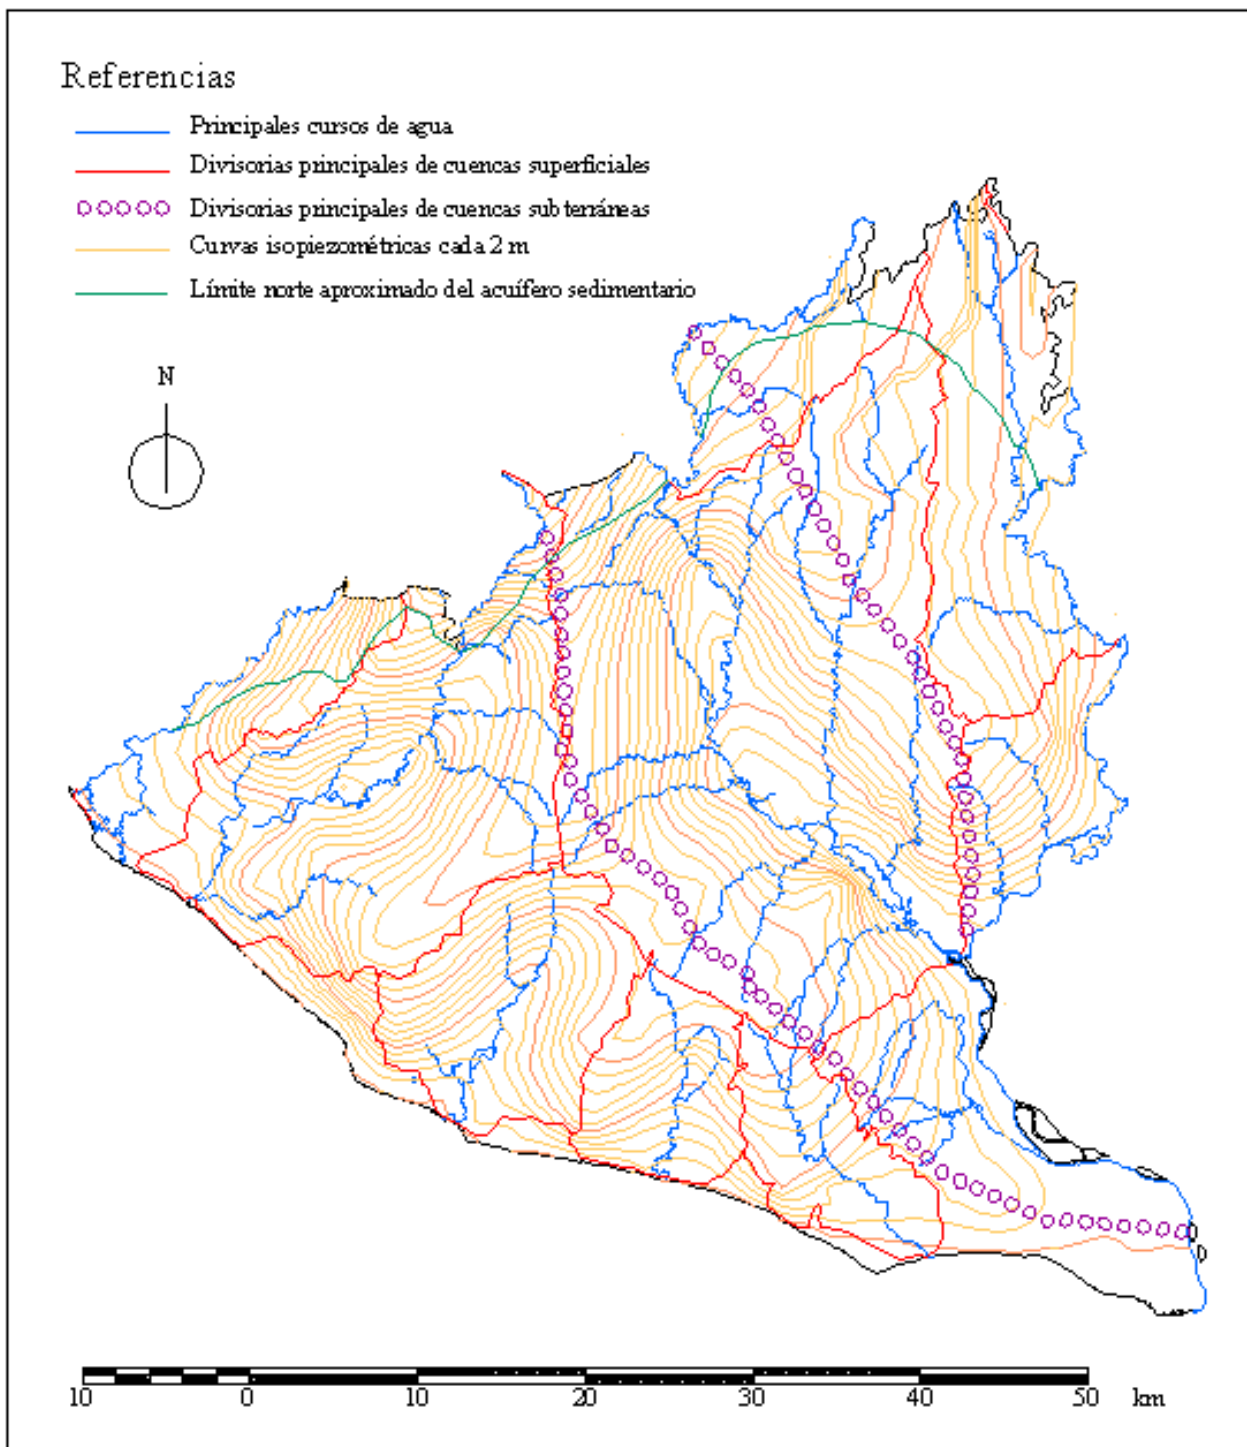 Referencias
Principales cursos de agua
Divisorias principales de cuencas superficiales
Divisorias principales de cuencas subterráneas
Curvas isopiezométricas cada 2 m
Límite norte aproximado del acuífero sedimentario
N
10 0 10 20 30 40 50 km